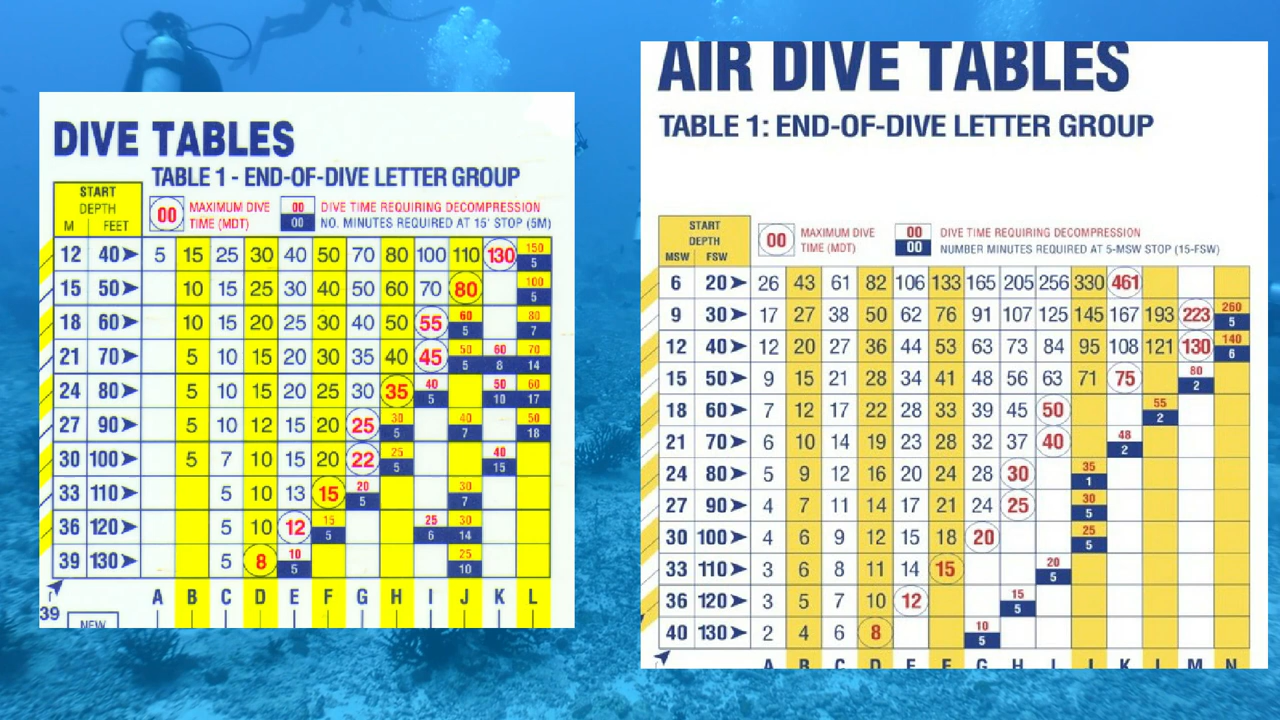 DIVE TABLES
TABLE 1 - END-OF-DIVE LETTER GROUP
START
DEPTH
M FEET
00 MAXIMUM DIVE
TIME (MDT)
00 DIVE TIME REQUIRING DECOMPRESSION
00 NO. MINUTES REQUIRED AT 15' STOP (5M)
12 40 5 15 25 30 40 50 70 80 100 110 130 150
5
15 50 10 15 25 30 40 50 60 70 80 100
5
18 60 10 15 20 25 30 40 50 55 60 80
5 7
21 70 5 10 15 20 30 35 40 45 50 60 70
5 8 14
24 80 5 10 15 20 25 30 35 40 50 60
5 10 17
27 90 5 10 12 15 20 25 30 40 50
5 7 18
30 100 5 7 10 15 20 22 25 40
5 15
33 110 5 10 13 15 20 30
5 7
36 120 5 10 12 15 25 30
5 6 14
39 130 5 8 10 25
5 10
A B C D E F G H I J K L
39
NEW
AIR DIVE TABLES
TABLE 1: END-OF-DIVE LETTER GROUP
START
DEPTH
MSW FSW
00 MAXIMUM DIVE
TIME (MDT)
00 DIVE TIME REQUIRING DECOMPRESSION
00 NUMBER MINUTES REQUIRED AT 5-MSW STOP (15-FSW)
6 20 26 43 61 82 106 133 165 205 256 330 461
9 30 17 27 38 50 62 76 91 107 125 145 167 193 223 260
5
12 40 12 20 27 36 44 53 63 73 84 95 108 121 130 140
6
15 50 9 15 21 28 34 41 48 56 63 71 75 80
2
18 60 7 12 17 22 28 33 39 45 50 55
2
21 70 6 10 14 19 23 28 32 37 40 48
2
24 80 5 9 12 16 20 24 28 30 35
1
27 90 4 7 11 14 17 21 24 25 30
5
30 100 4 6 9 12 15 18 20 25
5
33 110 3 6 8 11 14 15 20
5
36 120 3 5 7 10 12 15
5
40 130 2 4 6 8 10
5
A B C D E F G H I J K L M N